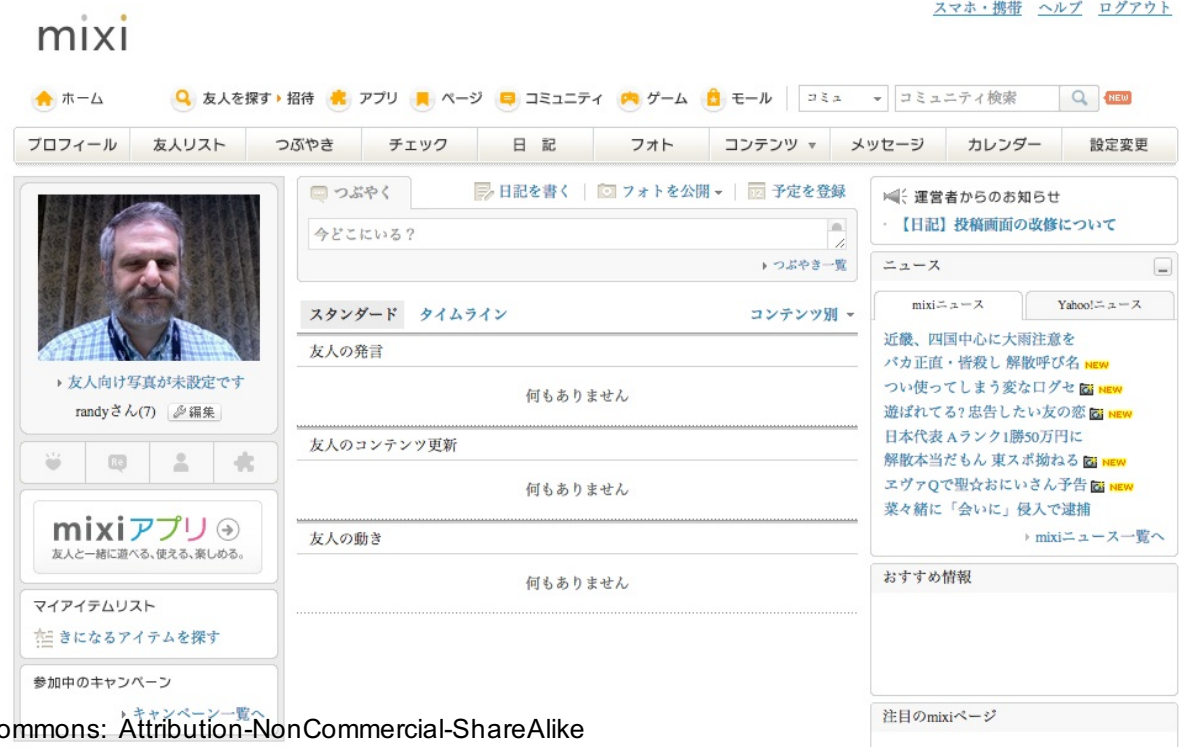 スマホ・携帯 ヘルプ ログアウト
mixi
ホーム 友人を探す 招待 アプリ ページ コミュニティ ゲーム モール コミュ コミュニティ検索 NEW
プロフィール 友人リスト つぶやき チェック 日 記 フォト コンテンツ ▼ メッセージ カレンダー 設定変更
つぶやく 日記を書く フォトを公開 12 予定を登録
今どこにいる?
つぶやき一覧
スタンダード タイムライン コンテンツ別
友人の発言
何もありません
友人のコンテンツ更新
何もありません
友人の動き
何もありません
友人向け写真が未設定です
randyさん(7) 編集
Re
mixiアプリ
友人と一緒に遊べる、使える、楽しめる。
マイアイテムリスト
きになるアイテムを探す
参加中のキャンペーン
キャンペーン一覧へ
運営者からのお知らせ
・【日記】投稿画面の改修について
ニュース
mixiニュース Yahoo!ニュース
近畿、四国中心に大雨注意を
バカ正直・皆殺し 解散呼び名 NEW
つい使ってしまう変な口グセ NEW
遊ばれてる? 忠告したい友の恋 NEW
日本代表 Aランク1勝50万円に
解散本当だもん 東スポ拗ねる NEW
ヱヴァQで聖☆おにいさん予告 NEW
菜々緒に「会いに」侵入で逮捕
mixiニュース一覧へ
おすすめ情報
注目のmixiページ
ommons: Attribution-NonCommercial-ShareAlike